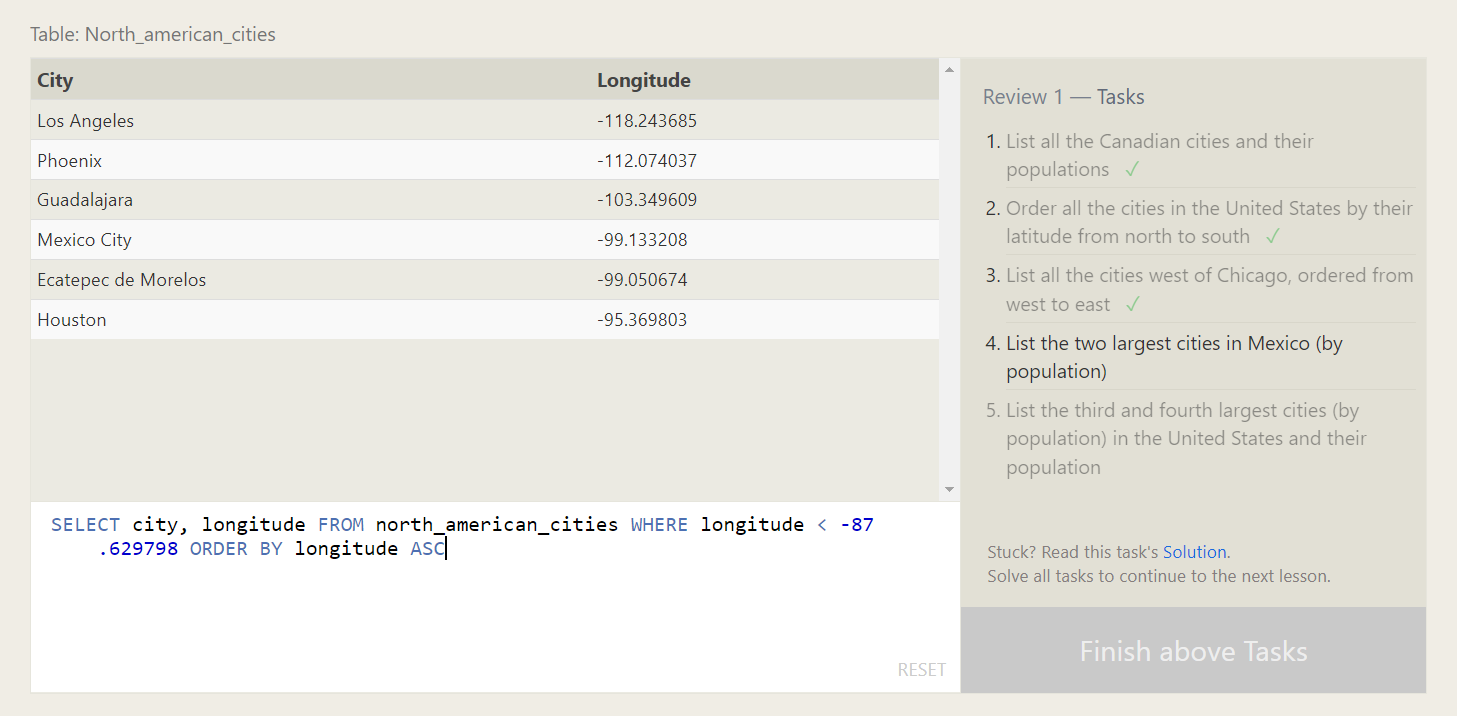 Table: North_american_cities
City Longitude
Los Angeles -118.243685
Phoenix -112.074037
Guadalajara -103.349609
Mexico City -99.133208
Ecatepec de Morelos -99.050674
Houston -95.369803
SELECT city, longitude FROM north_american_cities WHERE longitude < -87
.629798 ORDER BY longitude ASC
RESET
Review 1 — Tasks
1. List all the Canadian cities and their
populations ✓
2. Order all the cities in the United States by their
latitude from north to south ✓
3. List all the cities west of Chicago, ordered from
west to east ✓
4. List the two largest cities in Mexico (by
population)
5. List the third and fourth largest cities (by
population) in the United States and their
population
Stuck? Read this task's Solution.
Solve all tasks to continue to the next lesson.
Finish above Tasks